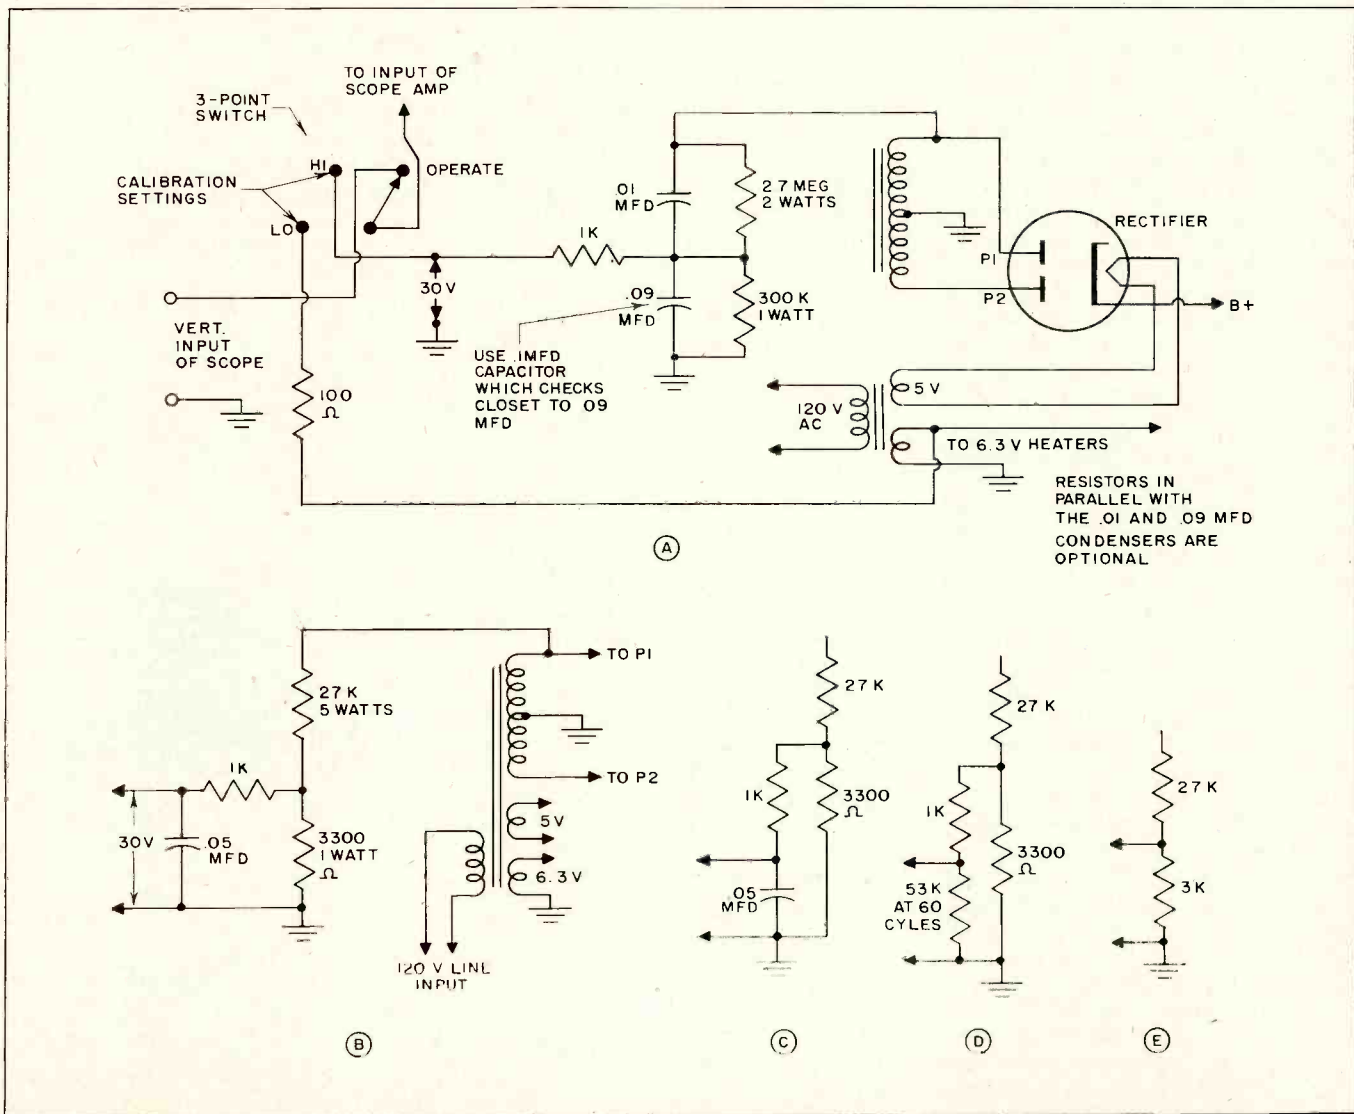 TO INPUT OF
SCOPE AMP
3-POINT
SWITCH
HI
OPERATE
CALIBRATION
SETTINGS
LO
VERT.
INPUT
OF SCOPE
100
Ω
30V
1K
.01
MFD
2 7 MEG
2 WATTS
.09
MFD
300 K
1 WATT
USE .1MFD
CAPACITOR
WHICH CHECKS
CLOSET TO 09
MFD
RECTIFIER
P1
P2
B+
5V
120 V
AC
TO 6.3 V HEATERS
RESISTORS IN
PARALLEL WITH
THE .01 AND .09 MFD
CONDENSERS ARE
OPTIONAL
A
27 K
5 WATTS
1K
30V
.05
MFD
3300
1 WATT
Ω
TO P1
TO P2
5V
6.3V
120 V LINE
INPUT
B
27 K
1K
3300
Ω
.05
MFD
C
27 K
1K
3300
Ω
53K
AT 60
CYLES
D
27K
3K
E